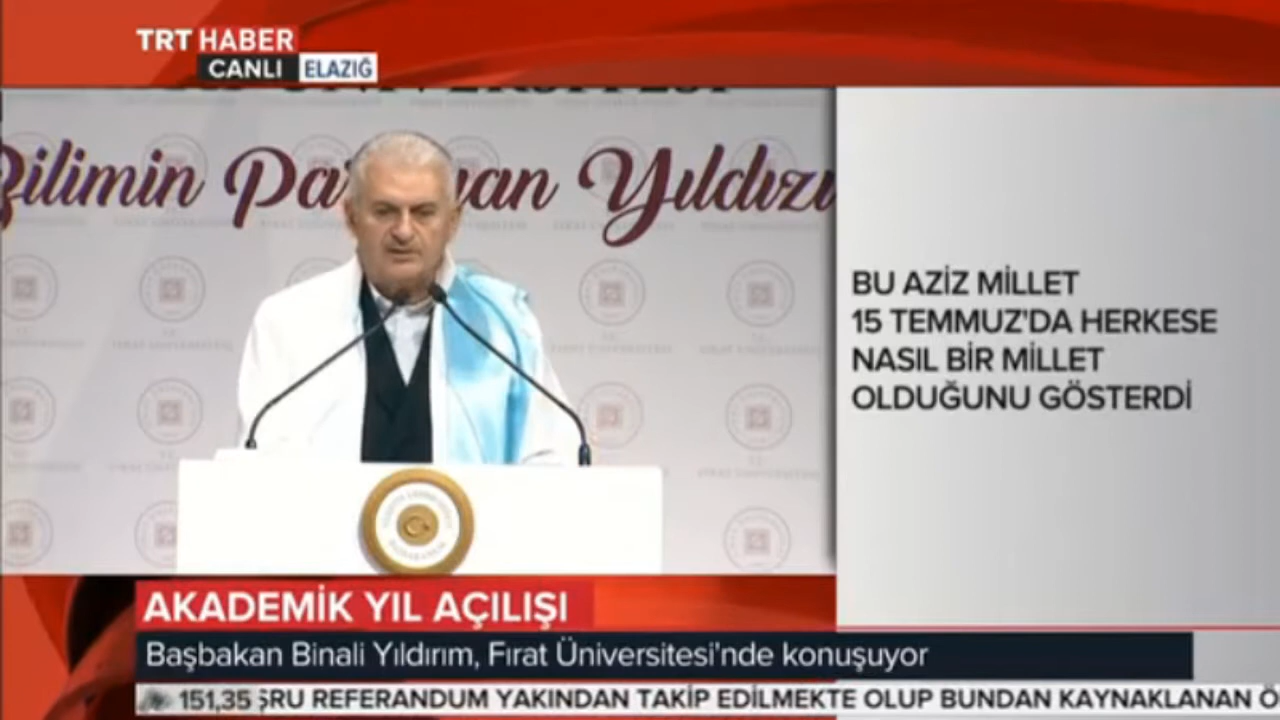 TRT HABER
CANLI ELAZIĞ
Bilimin Yıldızı
BU AZİZ MİLLET
15 TEMMUZ'DA HERKESE
NASIL BİR MİLLET
OLDUĞUNU GÖSTERDİ
AKADEMİK YIL AÇILIŞI
Başbakan Binali Yıldırım, Fırat Üniversitesi'nde konuşuyor
151,35 ŞRU REFERANDUM YAKINDAN TAKİP EDİLMEKTE OLUP BUNDAN KAYNAKLANAN Ö